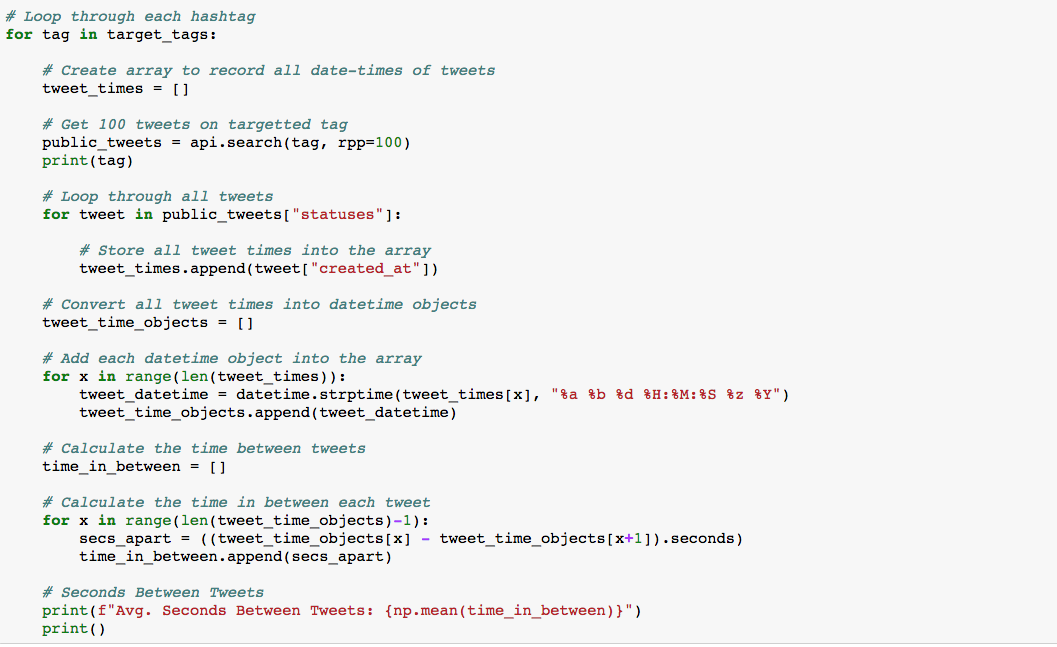 # Loop through each hashtag
for tag in target_tags:
    # Create array to record all date-times of tweets
    tweet_times = []
    # Get 100 tweets on targetted tag
    public_tweets = api.search(tag, rpp=100)
    print(tag)
    # Loop through all tweets
    for tweet in public_tweets["statuses"]:
        # Store all tweet times into the array
        tweet_times.append(tweet["created_at"])
    # Convert all tweet times into datetime objects
    tweet_time_objects = []
    # Add each datetime object into the array
    for x in range(len(tweet_times)):
        tweet_datetime = datetime.strptime(tweet_times[x], "%a %b %d %H:%M:%S %z %Y")
        tweet_time_objects.append(tweet_datetime)
    # Calculate the time between tweets
    time_in_between = []
    # Calculate the time in between each tweet
    for x in range(len(tweet_time_objects)-1):
        secs_apart = ((tweet_time_objects[x] - tweet_time_objects[x+1]).seconds)
        time_in_between.append(secs_apart)
    # Seconds Between Tweets
    print(f"Avg. Seconds Between Tweets: {np.mean(time_in_between)}")
    print()